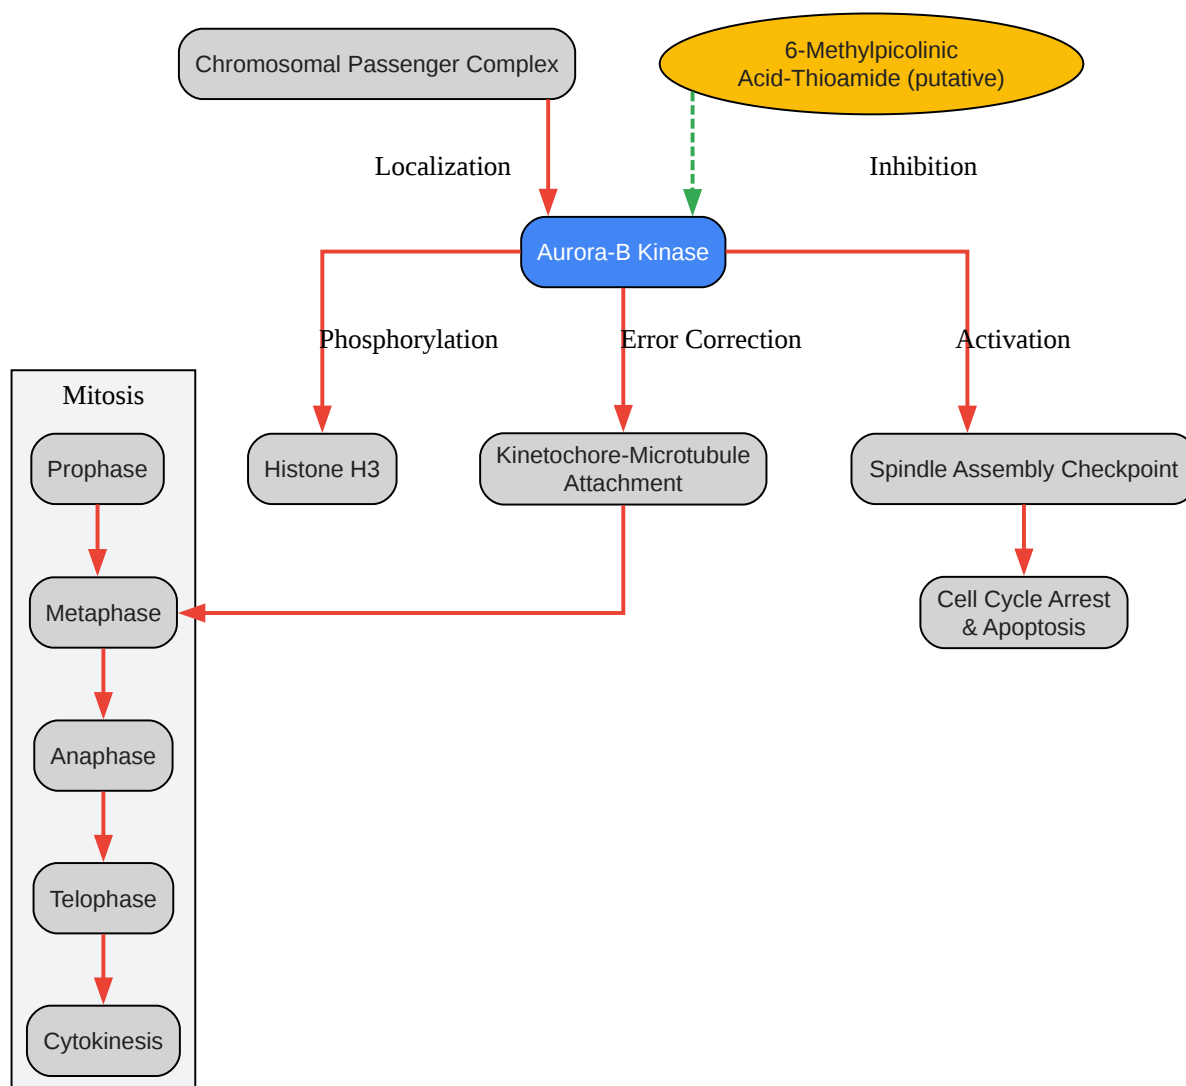 Chromosomal Passenger Complex
6-Methylpicolinic
Acid-Thioamide (putative)
Localization
Inhibition
Aurora-B Kinase
Phosphorylation
Error Correction
Activation
Mitosis
Prophase
Histone H3
Kinetochore-Microtubule
Attachment
Spindle Assembly Checkpoint
Metaphase
Cell Cycle Arrest
& Apoptosis
Anaphase
Telophase
Cytokinesis